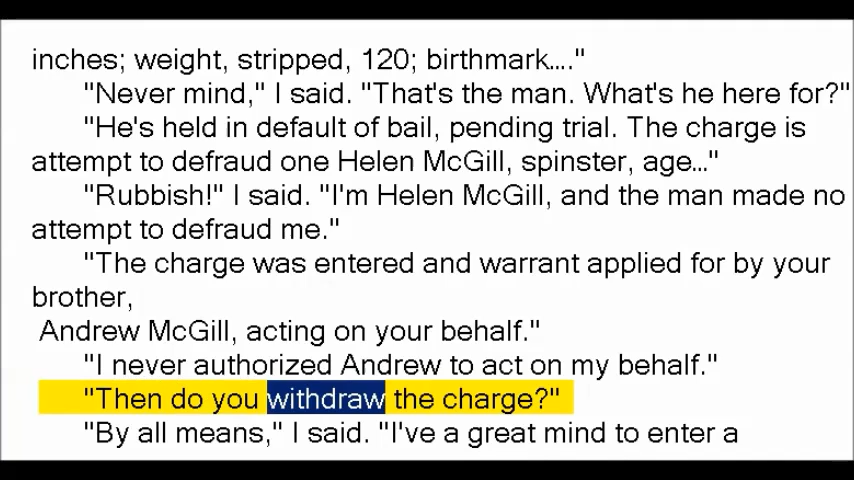 inches; weight, stripped, 120; birthmark...."
"Never mind," I said. "That's the man. What's he here for?"
"He's held in default of bail, pending trial. The charge is
attempt to defraud one Helen McGill, spinster, age..."
"Rubbish!" I said. "I'm Helen McGill, and the man made no
attempt to defraud me."
"The charge was entered and warrant applied for by your
brother,
Andrew McGill, acting on your behalf."
"I never authorized Andrew to act on my behalf."
"Then do you withdraw the charge?"
"By all means," I said. "I've a great mind to enter a